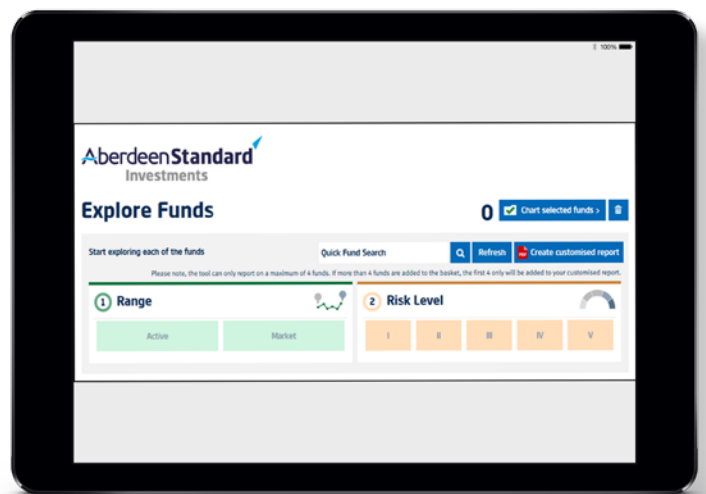 100%
AberdeenStandard
Investments
Explore Funds
0
Chart selected funds >
Start exploring each of the funds
Quick Fund Search
Refresh
PDF
Create customised report
Please note, the tool can only report on a maximum of 4 funds. If more than 4 funds are added to the basket, the first 4 only will be added to your customised report.
1 Range
2 Risk Level
Active
Market
I
II
III
IV
V